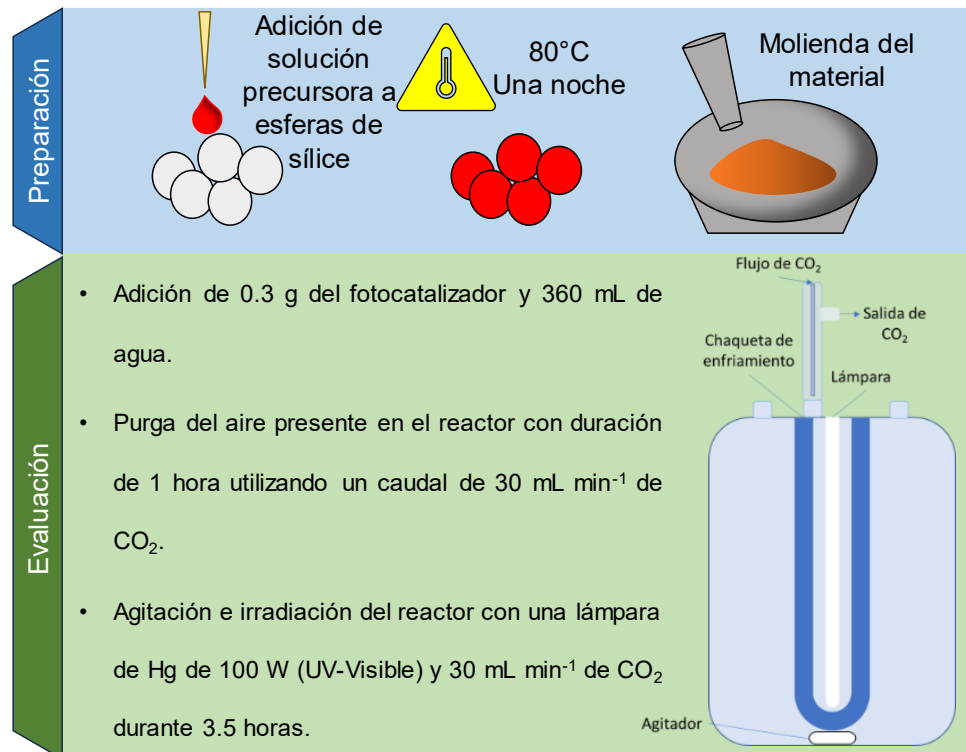 Preparación
Adición de
solución
precursora a
esferas de
sílice
80°C
Una noche
Molienda del
material
Evaluación
• Adición de 0.3 g del fotocatalizador y 360 mL de
agua.
• Purga del aire presente en el reactor con duración
de 1 hora utilizando un caudal de 30 mL min⁻¹ de
CO₂.
• Agitación e irradiación del reactor con una lámpara
de Hg de 100 W (UV-Visible) y 30 mL min⁻¹ de CO₂
durante 3.5 horas.
Flujo de CO₂
Salida de
CO₂
Chaqueta de
enfriamiento
Lámpara
Agitador